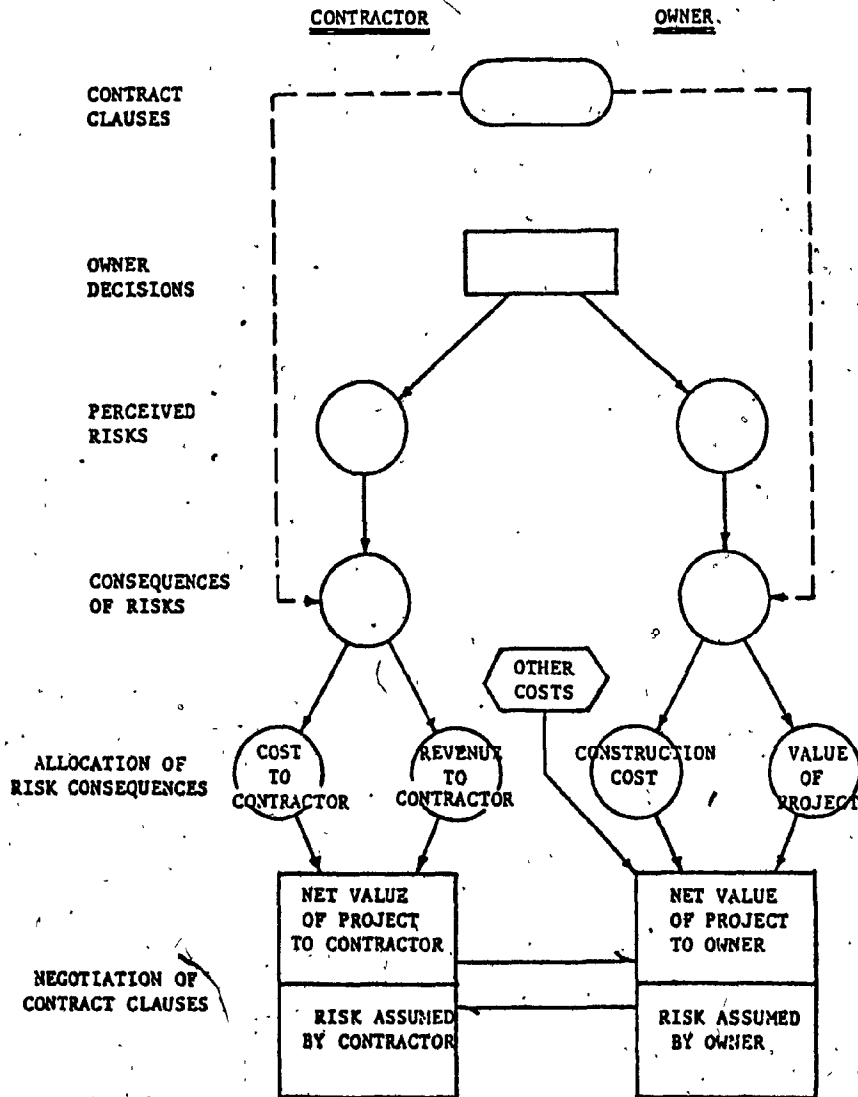 CONTRACTOR
OWNER.
CONTRACT
CLAUSES
OWNER
DECISIONS
PERCEIVED
RISKS
CONSEQUENCES
OF RISKS
OTHER
COSTS
ALLOCATION OF
RISK CONSEQUENCES
COST
TO
CONTRACTOR
REVENUE
TO
CONTRACTOR
CONSTRUCTION
COST
VALUE
OF
PROJECT
NET VALUE
OF PROJECT
TO CONTRACTOR
NET VALUE
OF PROJECT
TO OWNER
NEGOTIATION OF
CONTRACT CLAUSES
RISK ASSUMED
BY CONTRACTOR
RISK ASSUMED
BY OWNER